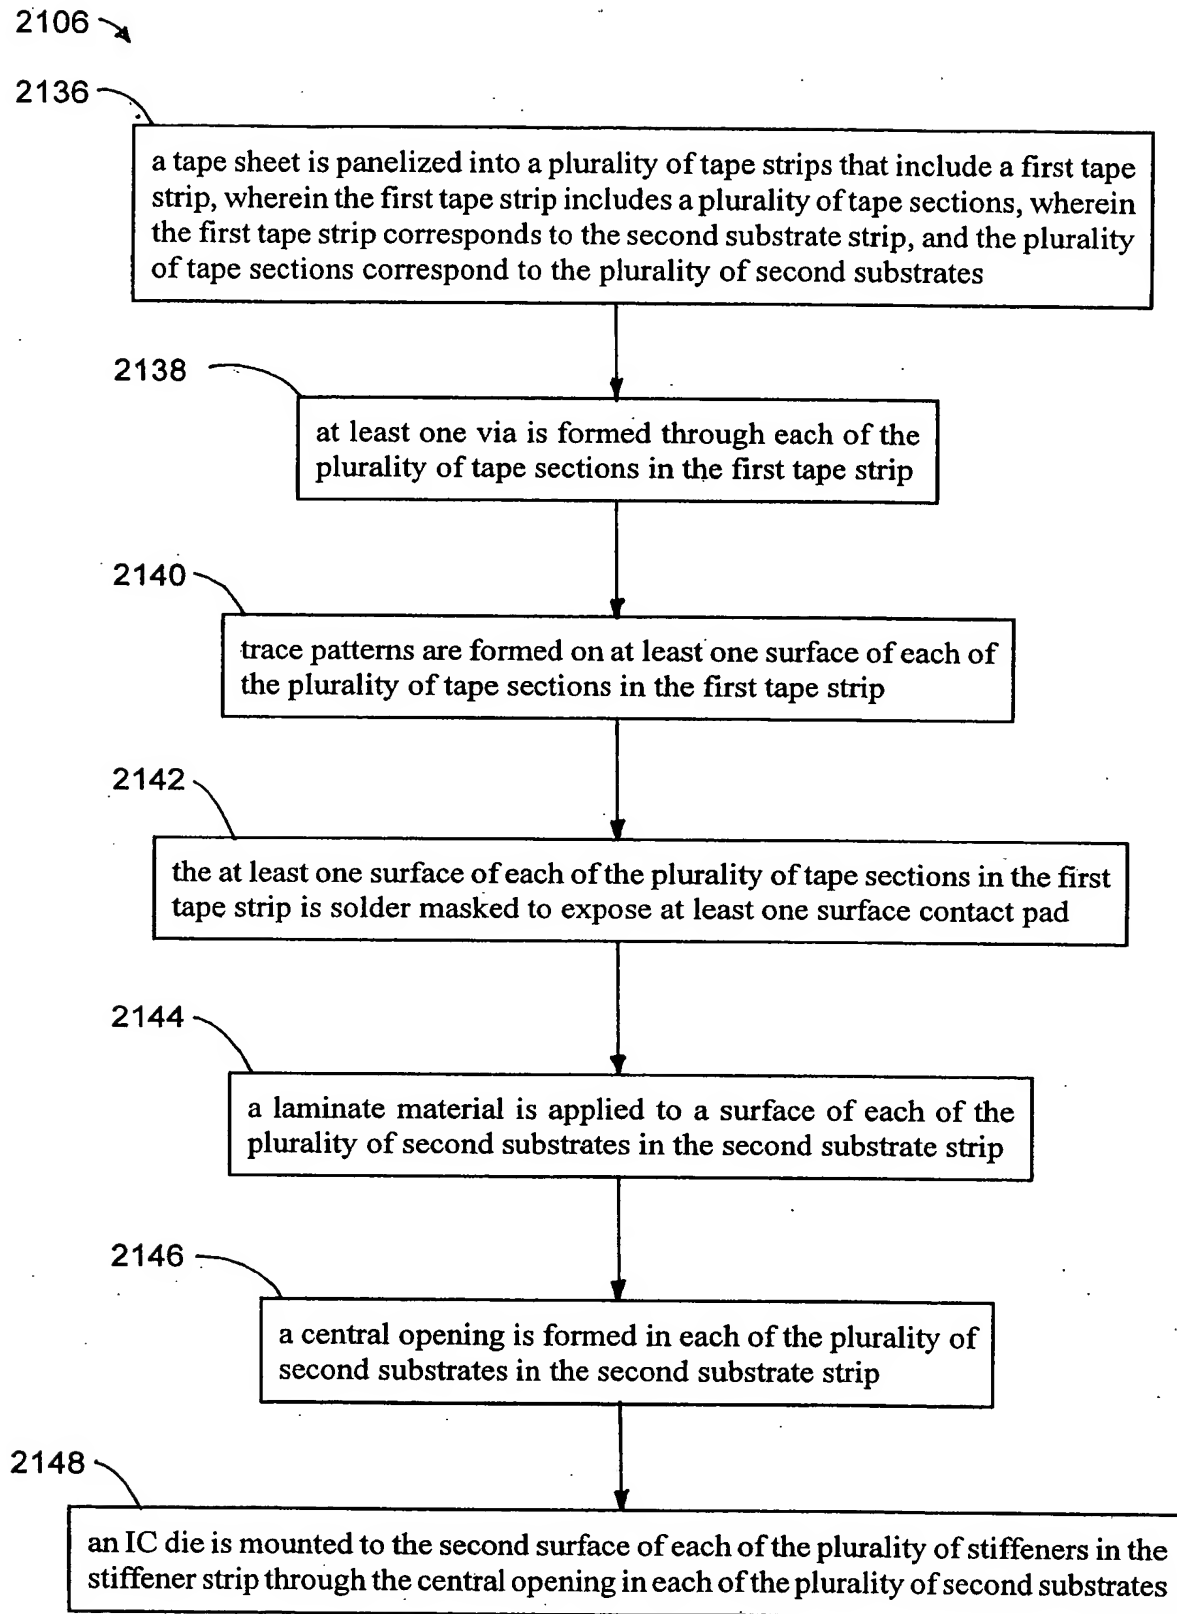 2106
2136
a tape sheet is panelized into a plurality of tape strips that include a first tape
strip, wherein the first tape strip includes a plurality of tape sections, wherein
the first tape strip corresponds to the second substrate strip, and the plurality
of tape sections correspond to the plurality of second substrates
2138
at least one via is formed through each of the
plurality of tape sections in the first tape strip
2140
trace patterns are formed on at least one surface of each of
the plurality of tape sections in the first tape strip
2142
the at least one surface of each of the plurality of tape sections in the first
tape strip is solder masked to expose at least one surface contact pad
2144
a laminate material is applied to a surface of each of the
plurality of second substrates in the second substrate strip
2146
a central opening is formed in each of the plurality of
second substrates in the second substrate strip
2148
an IC die is mounted to the second surface of each of the plurality of stiffeners in the
stiffener strip through the central opening in each of the plurality of second substrates